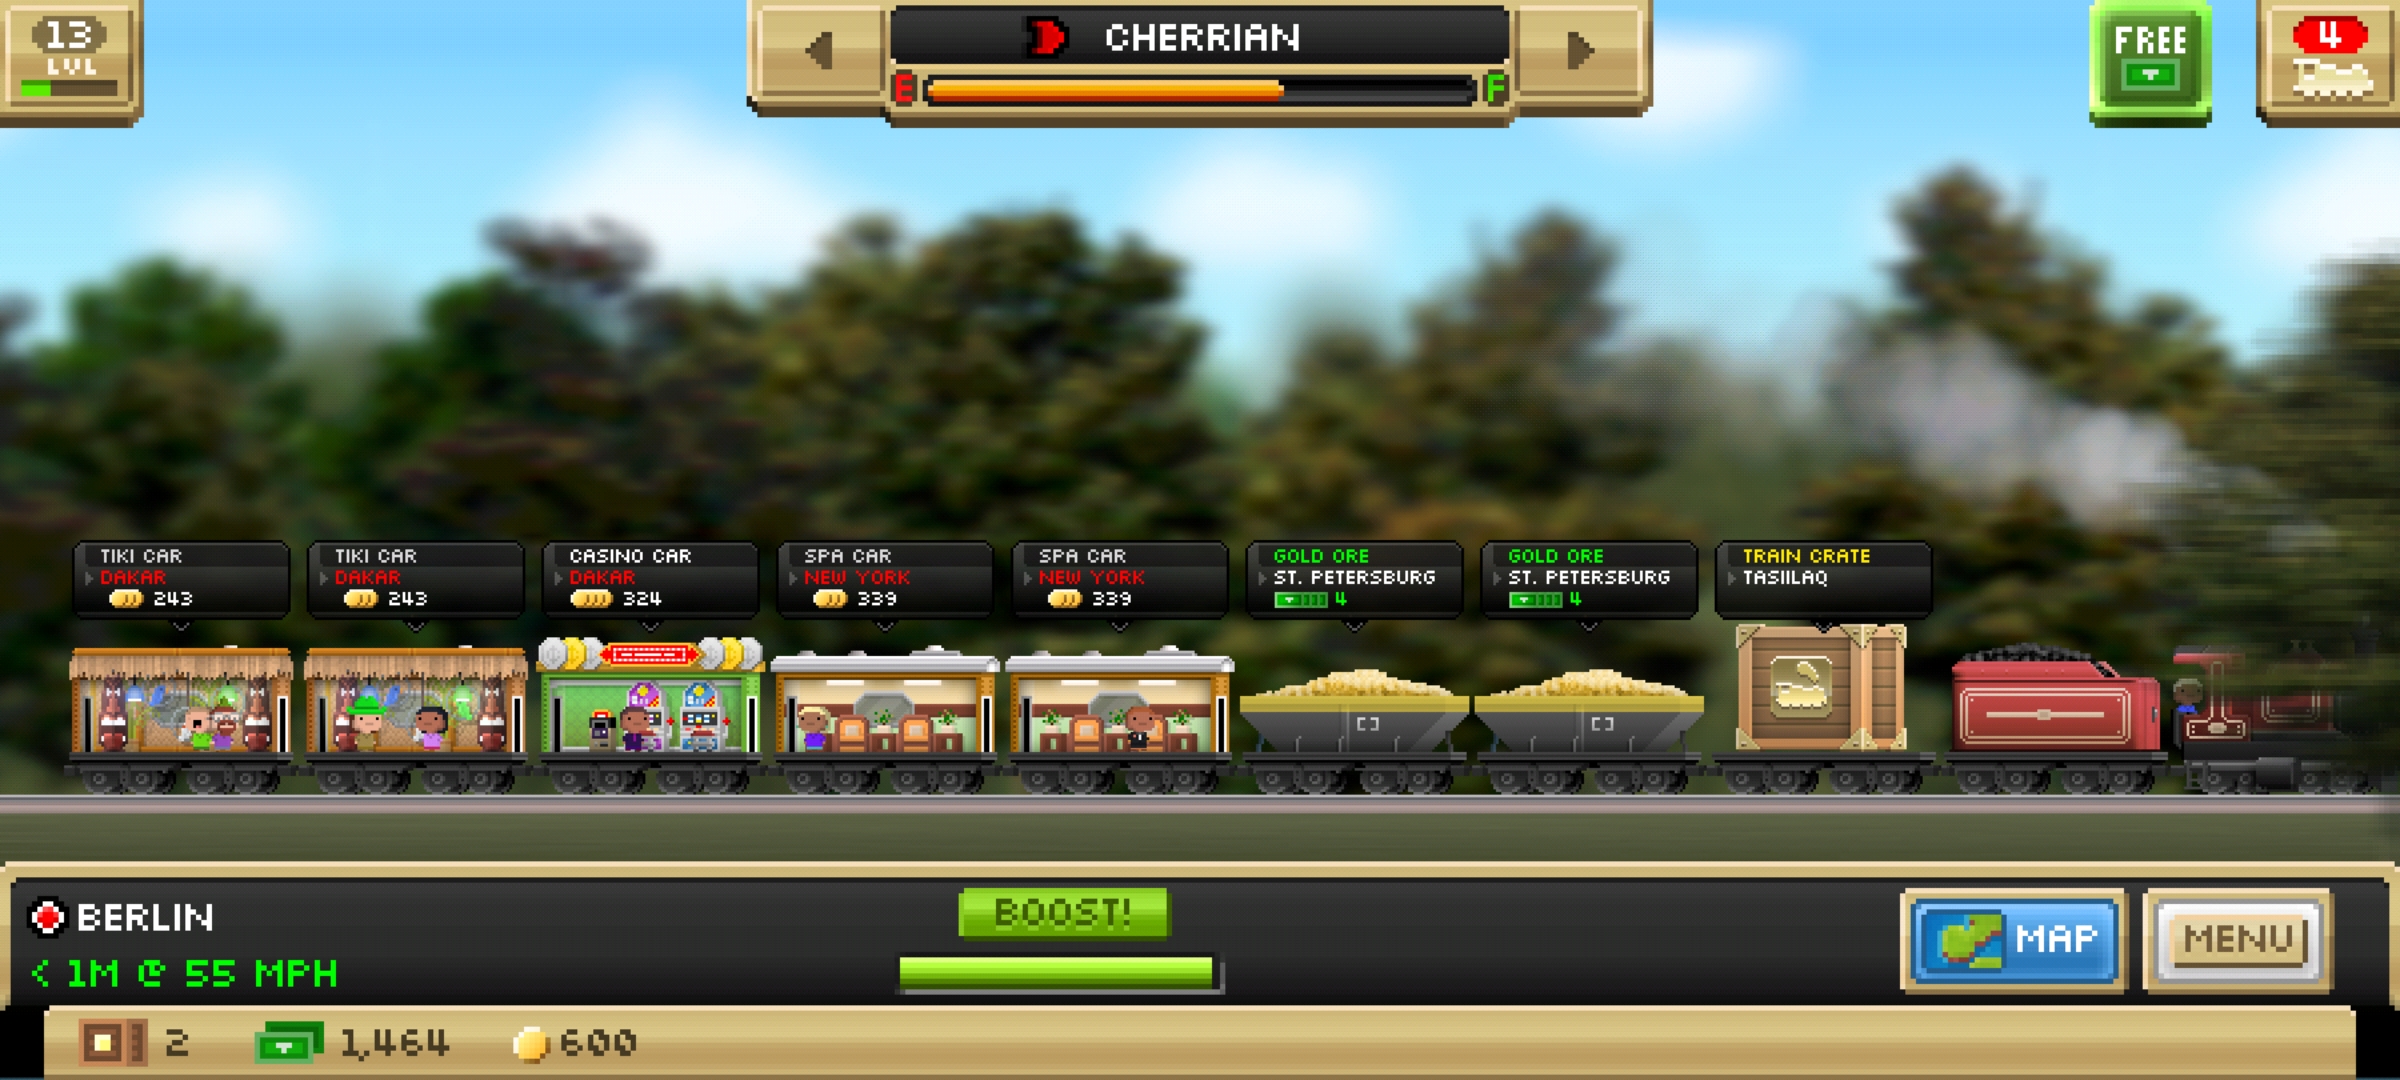 13
LVL
CHERRIAN
E F
FREE
4
TIKI CAR
DAKAR
243
TIKI CAR
DAKAR
243
CASINO CAR
DAKAR
324
SPA CAR
NEW YORK
339
SPA CAR
NEW YORK
339
GOLD ORE
ST. PETERSBURG
4
GOLD ORE
ST. PETERSBURG
4
TRAIN CRATE
TASIILAQ
BERLIN
< 1M @ 55 MPH
BOOST!
MAP
MENU
2
1,464
600